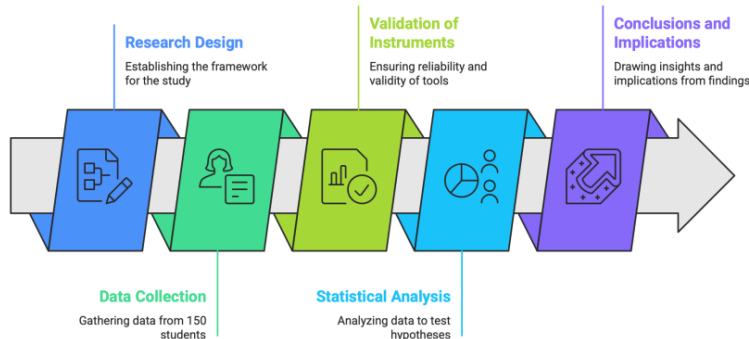 Research Design
Establishing the framework
for the study
Data Collection
Gathering data from 150
students
Validation of
Instruments
Ensuring reliability and
validity of tools
Statistical Analysis
Analyzing data to test
hypotheses
Conclusions and
Implications
Drawing insights and
implications from findings